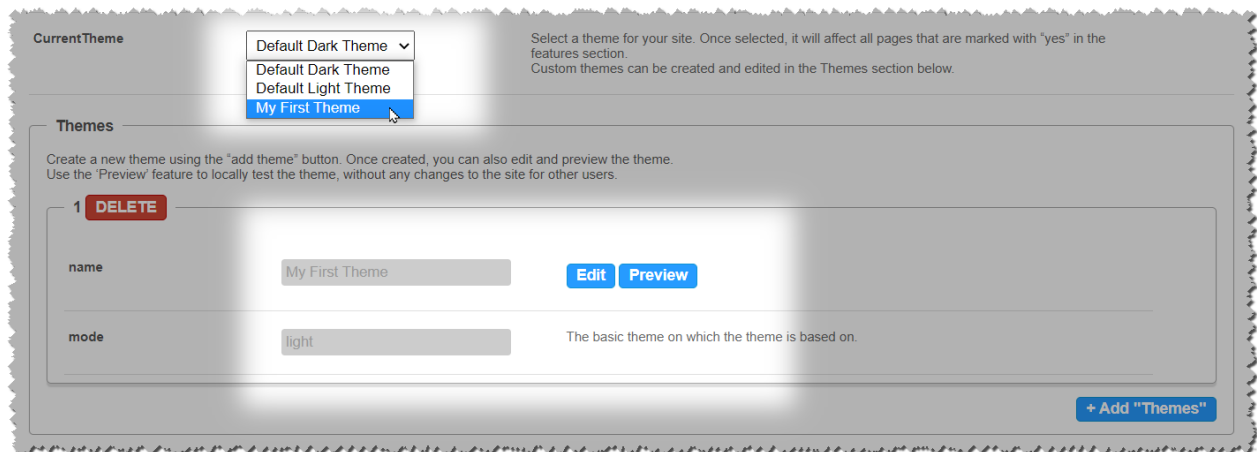 CurrentTheme
Default Dark Theme
Select a theme for your site. Once selected, it will affect all pages that are marked with “yes” in the
features section.
Custom themes can be created and edited in the Themes section below.
Default Dark Theme
Default Light Theme
My First Theme
Themes
Create a new theme using the “add theme” button. Once created, you can also edit and preview the theme.
Use the ‘Preview’ feature to locally test the theme, without any changes to the site for other users.
1 DELETE
name
My First Theme
Edit
Preview
mode
light
The basic theme on which the theme is based on.
+ Add "Themes"